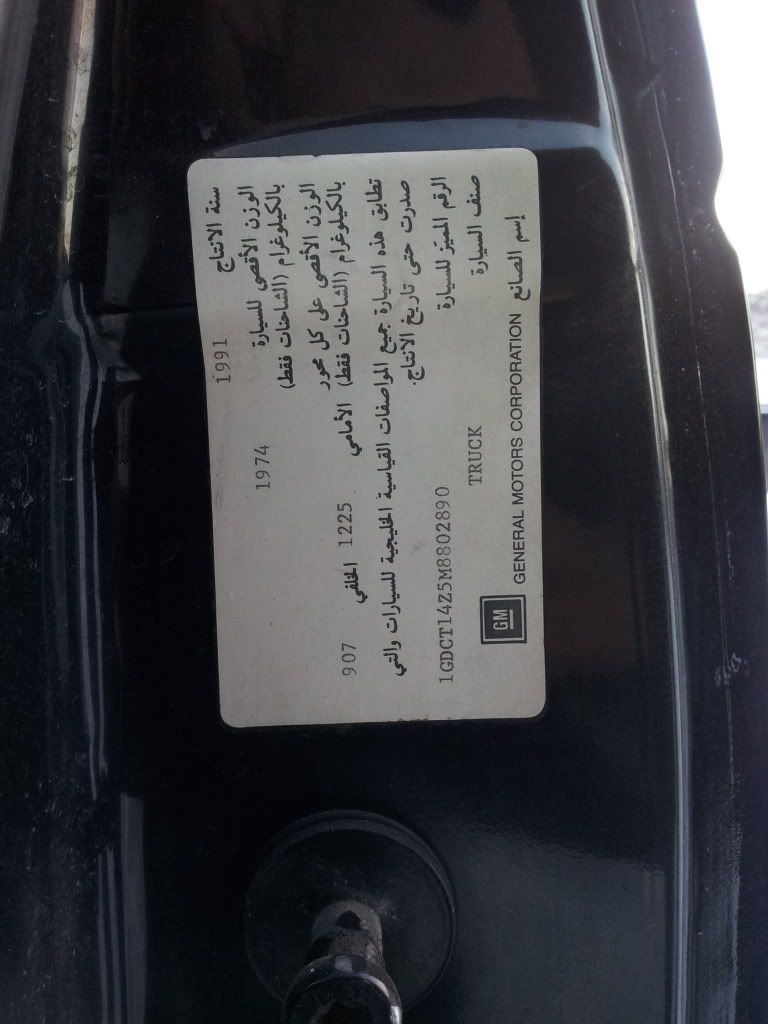 سنة الانتاج 1991
الوزن الأقصى للسيارة 1974
بالكيلوغرام (الشاحنات فقط)
الوزن الأقصى على كل محور
بالكيلوغرام (الشاحنات فقط) الأمامي 1225 الخلفي 907
تطابق هذه السيارة جميع المواصفات القياسية الخليجية للسيارات والتي
صدرت حتى تاريخ الانتاج.
الرقم المميز للسيارة 1GDCT14Z5M8802890
صنف السيارة TRUCK
إسم الصانع GENERAL MOTORS CORPORATION GM